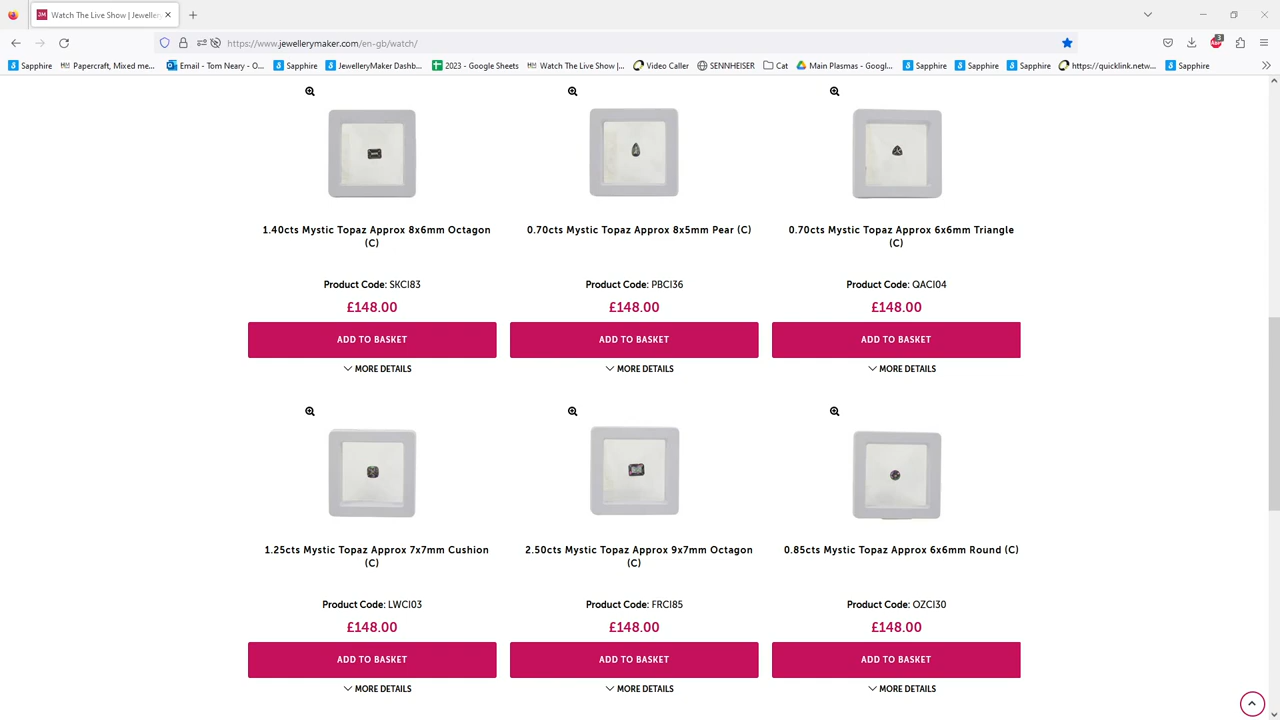 JM Watch The Live Show | Jeweller
https://www.jewellerymaker.com/en-gb/watch/
3
Sapphire
Papercraft, Mixed me...
Email - Tom Neary - O...
Sapphire
JewelleryMaker Dashb...
2023 - Google Sheets
Watch The Live Show |...
Video Caller
SENNHEISER
Cat
Main Plasmas - Googl...
Sapphire
Sapphire
Sapphire
https://quicklink.netw...
Sapphire
1.40cts Mystic Topaz Approx 8x6mm Octagon
(C)
Product Code: SKCI83
£148.00
ADD TO BASKET
MORE DETAILS
0.70cts Mystic Topaz Approx 8x5mm Pear (C)
Product Code: PBCI36
£148.00
ADD TO BASKET
MORE DETAILS
0.70cts Mystic Topaz Approx 6x6mm Triangle
(C)
Product Code: QACI04
£148.00
ADD TO BASKET
MORE DETAILS
1.25cts Mystic Topaz Approx 7x7mm Cushion
(C)
Product Code: LWCI03
£148.00
ADD TO BASKET
MORE DETAILS
2.50cts Mystic Topaz Approx 9x7mm Octagon
(C)
Product Code: FRCI85
£148.00
ADD TO BASKET
MORE DETAILS
0.85cts Mystic Topaz Approx 6x6mm Round (C)
Product Code: OZCI30
£148.00
ADD TO BASKET
MORE DETAILS